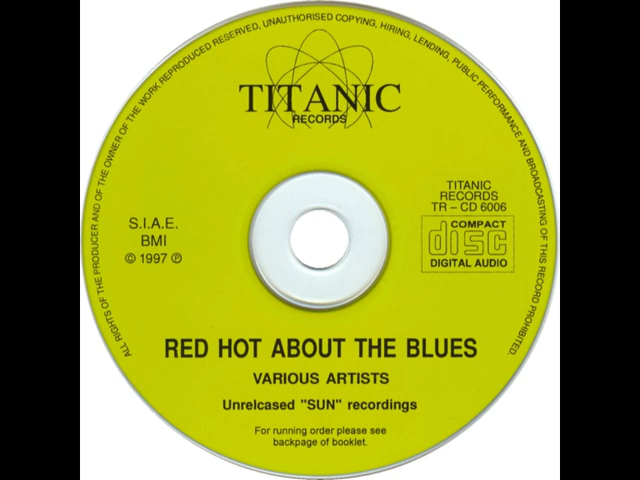 ALL RIGHTS OF THE PRODUCER AND OF THE OWNER OF THE WORK REPRODUCED RESERVED, UNAUTHORISED COPYING, HIRING, LENDING, PUBLIC PERFORMANCE AND BROADCASTING OF THIS RECORD PROHIBITED.
TITANIC
RECORDS
S.I.A.E.
BMI
© 1997 ℗
TITANIC
RECORDS
TR – CD 6006
COMPACT
disc
DIGITAL AUDIO
RED HOT ABOUT THE BLUES
VARIOUS ARTISTS
Unrelcased "SUN" recordings
For running order please see
backpage of booklet.